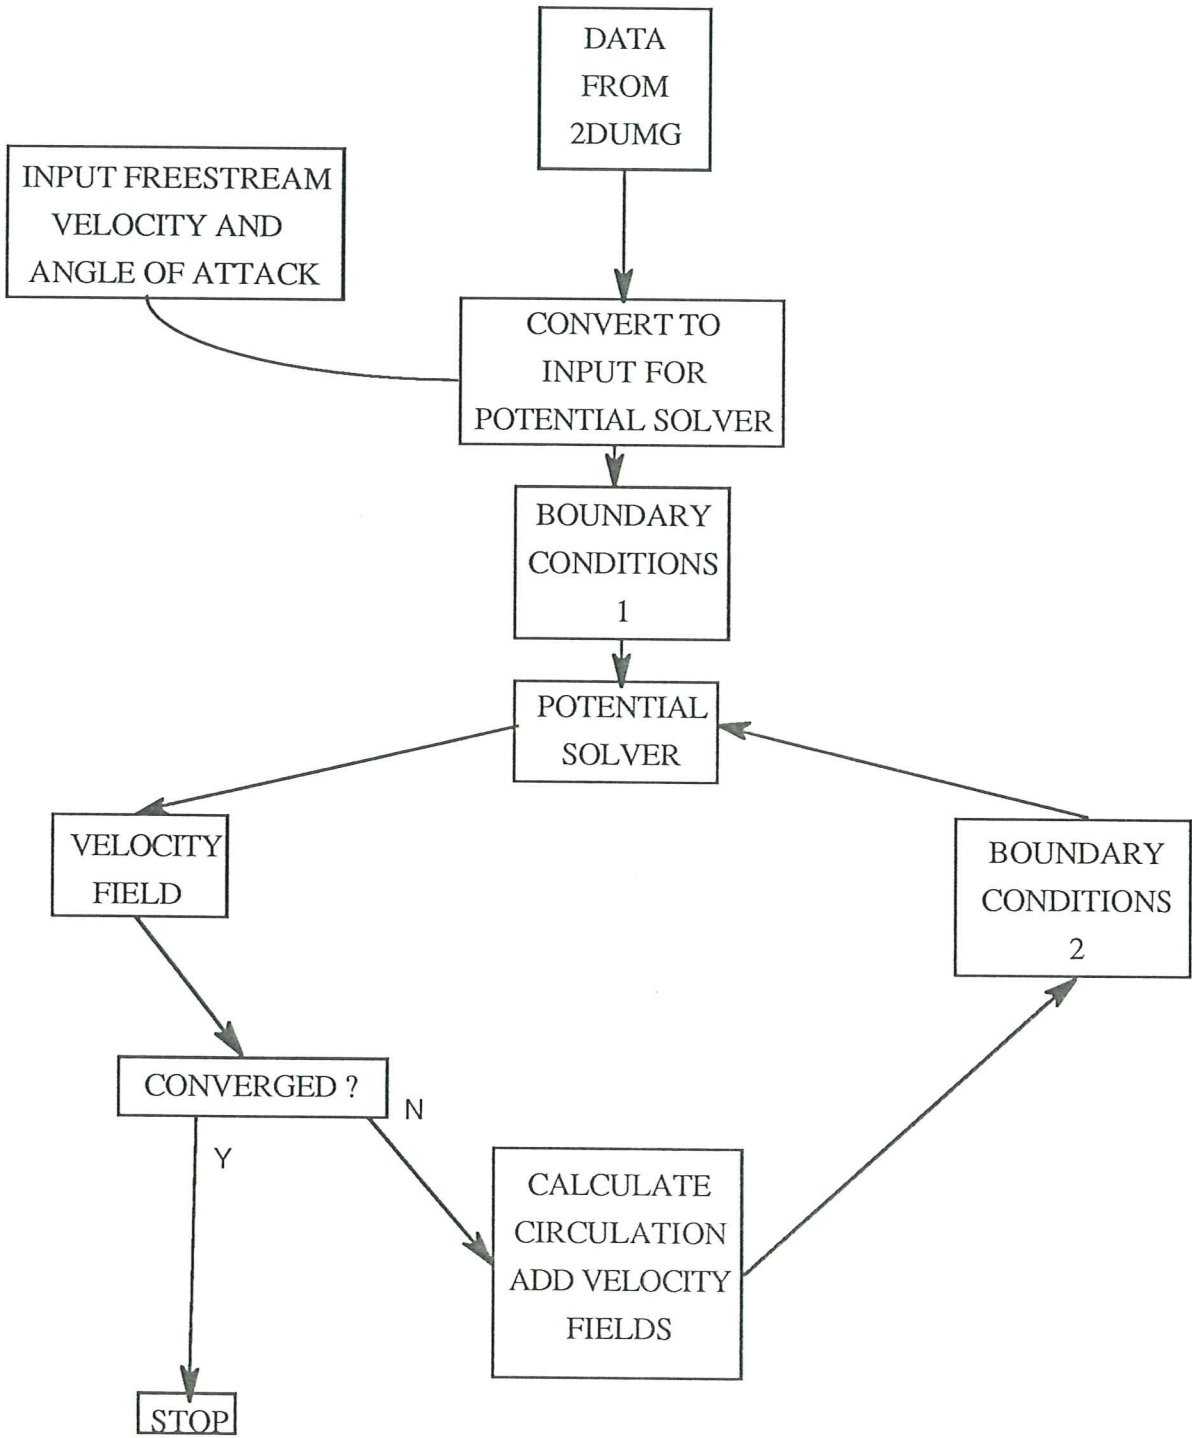 DATA
FROM
2DUMG
INPUT FREESTREAM
VELOCITY AND
ANGLE OF ATTACK
CONVERT TO
INPUT FOR
POTENTIAL SOLVER
BOUNDARY
CONDITIONS
1
POTENTIAL
SOLVER
VELOCITY
FIELD
BOUNDARY
CONDITIONS
2
CONVERGED ?
N
Y
CALCULATE
CIRCULATION
ADD VELOCITY
FIELDS
STOP